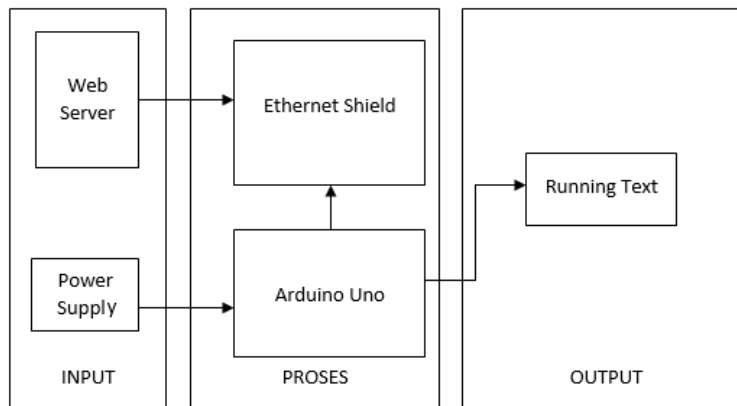 Web
Server
Ethernet Shield
Running Text
Power
Supply
Arduino Uno
INPUT
PROSES
OUTPUT